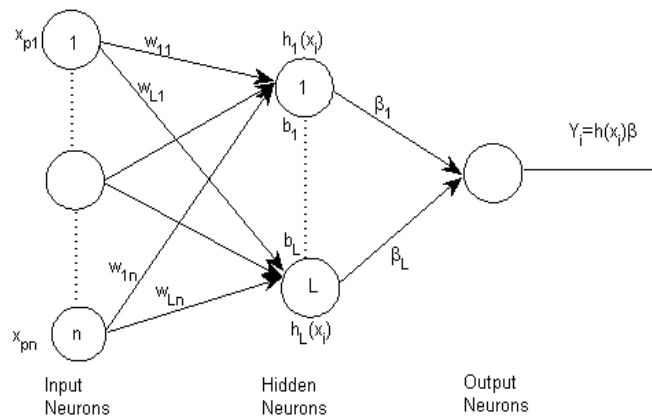 x_p1
1
w_11
h_1(x_i)
1
w_L1
β_1
b_1
Y_i=h(x_i)β
b_L
w_1n
β_L
L
w_Ln
x_pn
n
h_L(x_i)
Input
Neurons
Hidden
Neurons
Output
Neurons